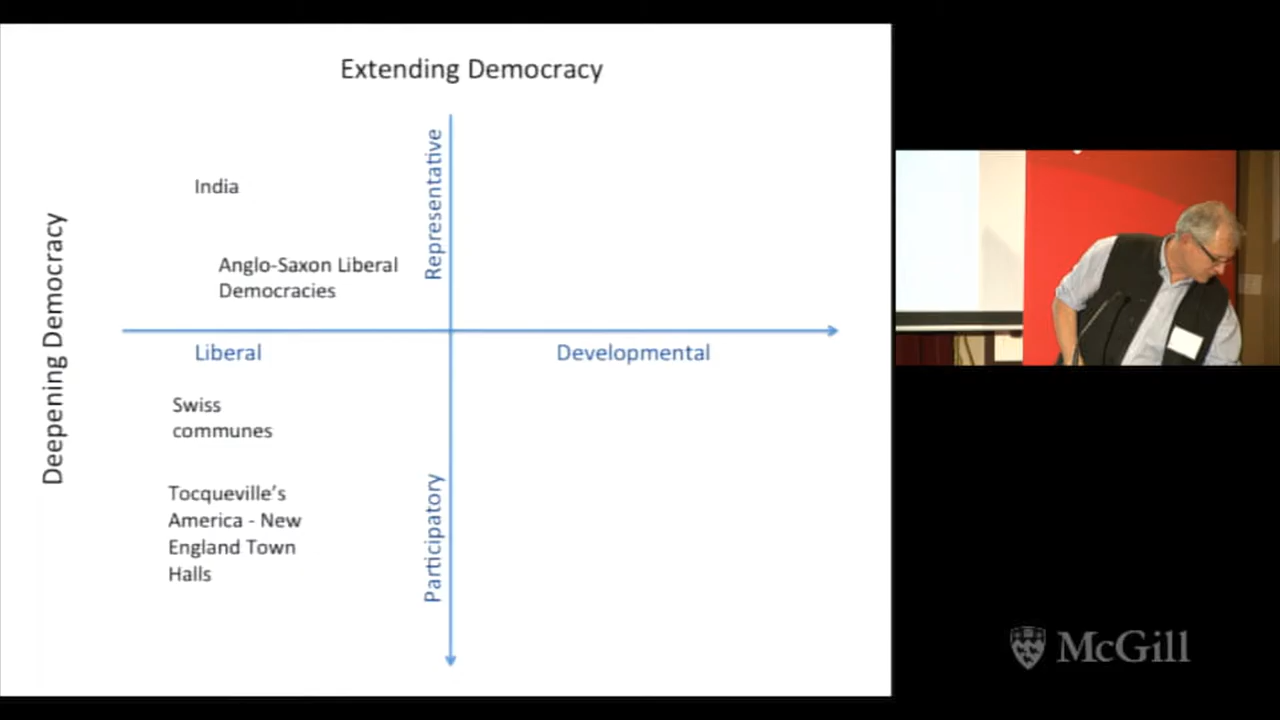 Extending Democracy
Deepening Democracy
Representative
India
Anglo-Saxon Liberal
Democracies
Liberal
Developmental
Swiss
communes
Participatory
Tocqueville’s
America - New
England Town
Halls
McGill